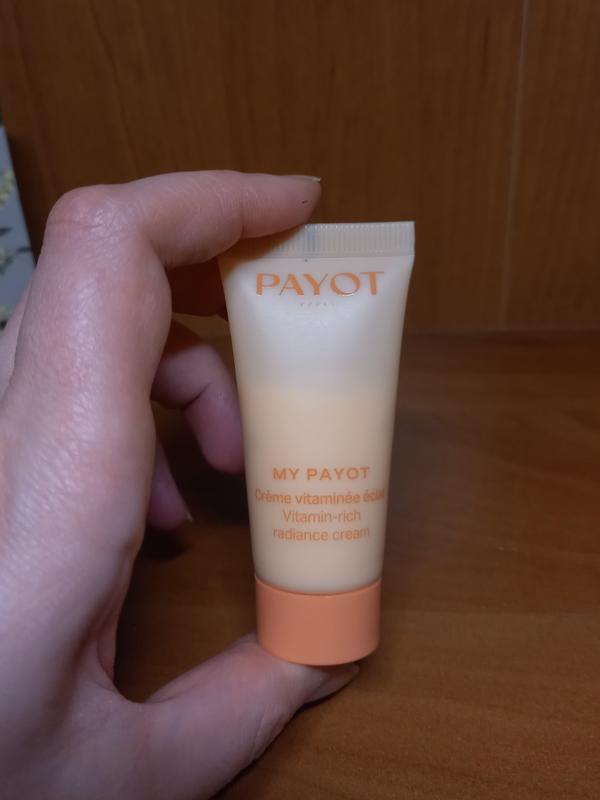 PAYOT
PARIS
MY PAYOT
Crème vitaminée éclat
Vitamin-rich
radiance cream